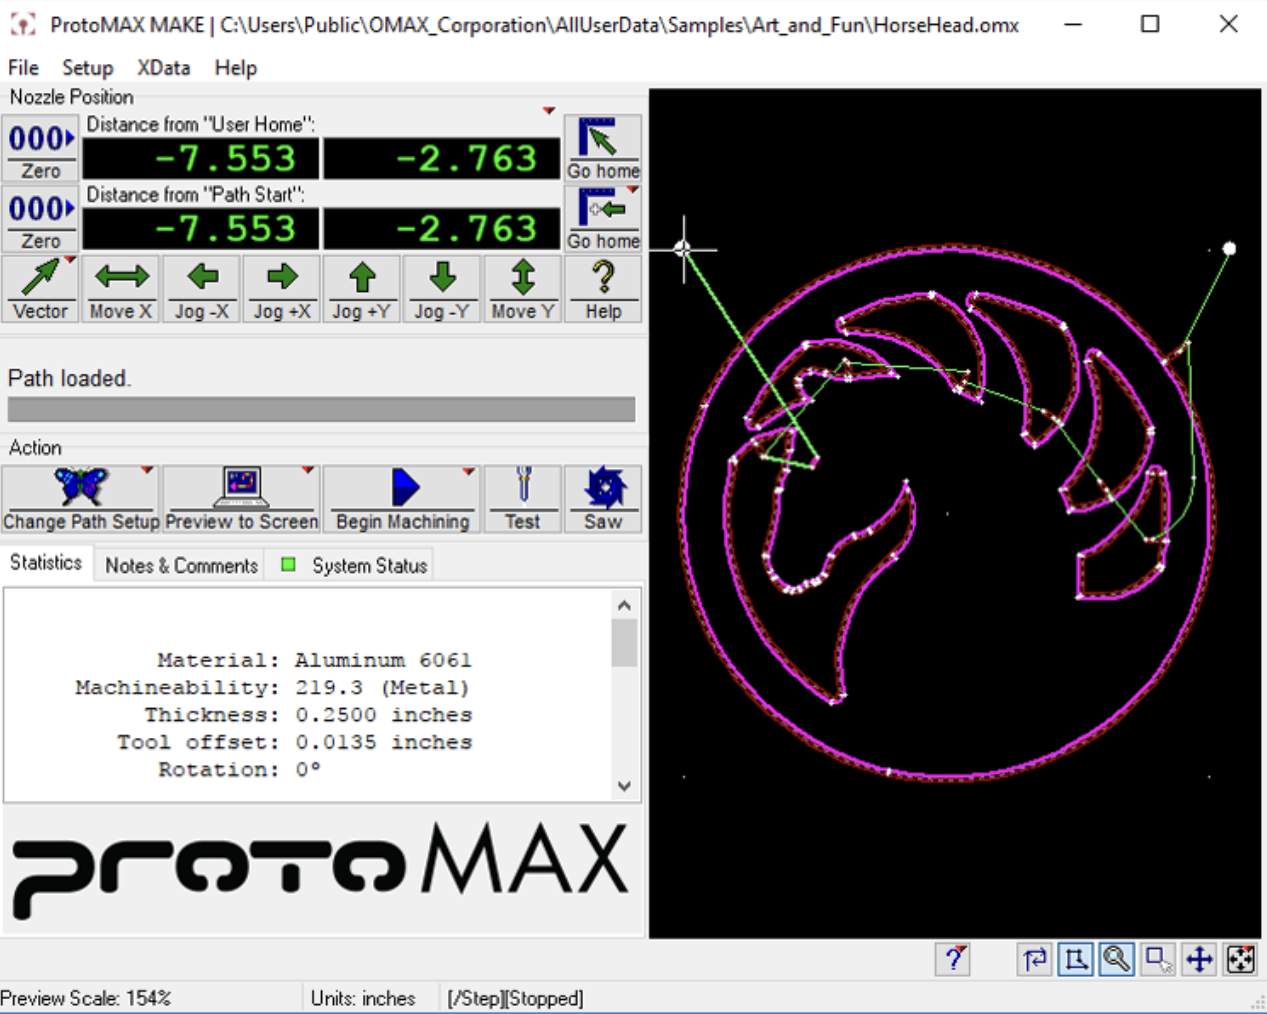 ProtoMAX MAKE | C:\Users\Public\OMAX_Corporation\AllUserData\Samples\Art_and_Fun\HorseHead.omx
File Setup XData Help
Nozzle Position
Distance from "User Home":
000 Zero -7.553 -2.763 Go home
Distance from "Path Start":
000 Zero -7.553 -2.763 Go home
Vector Move X Jog -X Jog +X Jog +Y Jog -Y Move Y ? Help
Path loaded.
Action
Change Path Setup Preview to Screen Begin Machining Test Saw
Statistics Notes & Comments System Status
Material: Aluminum 6061
Machineability: 219.3 (Metal)
Thickness: 0.2500 inches
Tool offset: 0.0135 inches
Rotation: 0°
protoMAX
?
Preview Scale: 154% Units: inches [/Step][Stopped]